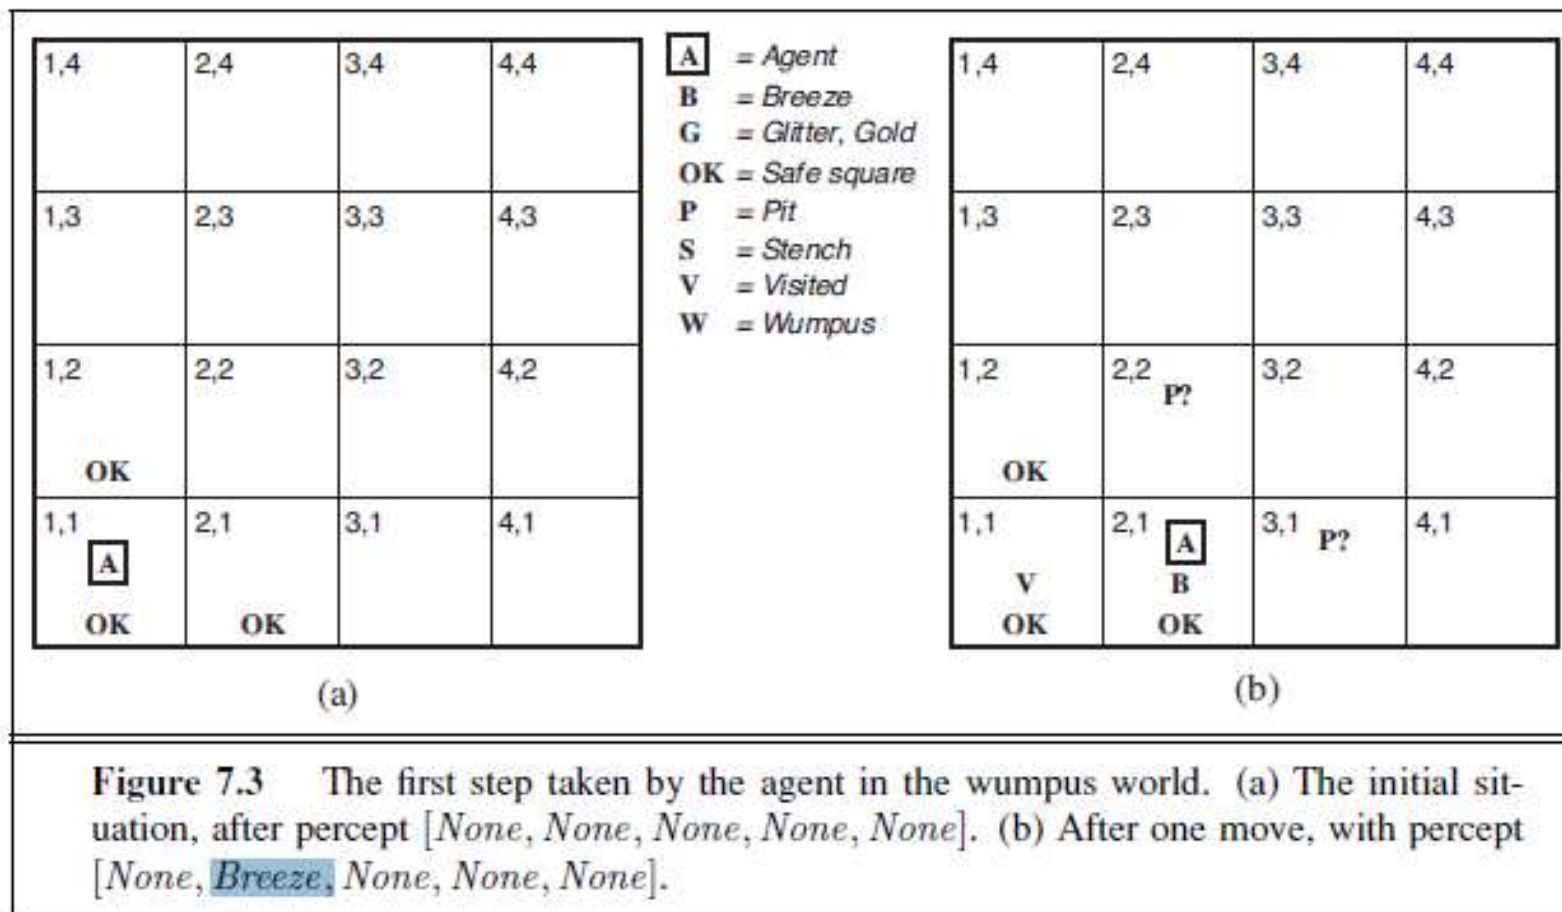 1,4 2,4 3,4 4,4
1,3 2,3 3,3 4,3
1,2 2,2 3,2 4,2
OK
1,1 2,1 3,1 4,1
A
OK OK
(a)
A = Agent
B = Breeze
G = Glitter, Gold
OK = Safe square
P = Pit
S = Stench
V = Visited
W = Wumpus
1,4 2,4 3,4 4,4
1,3 2,3 3,3 4,3
1,2 2,2 3,2 4,2
P?
OK
1,1 2,1 A 3,1 P? 4,1
V B
OK OK
(b)
Figure 7.3 The first step taken by the agent in the wumpus world. (a) The initial sit-
uation, after percept [None, None, None, None, None]. (b) After one move, with percept
[None, Breeze, None, None, None].